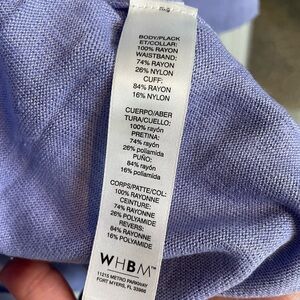 BODY/PLACK
ET/COLLAR:
100% RAYON
WAISTBAND:
74% RAYON
26% NYLON
CUFF:
84% RAYON
16% NYLON
CUERPO/ABER
TURA/CUELLO:
100% rayón
PRETINA:
74% rayón
26% poliamida
PUÑO:
84% rayón
16% poliamida
CORPS/PATTE/COL:
100% RAYONNE
CEINTURE:
74% RAYONNE
26% POLYAMIDE
REVERS:
84% RAYONNE
16% POLYAMIDE
WHBM™
11215 METRO PARKWAY
FORT MYERS, FL 33966